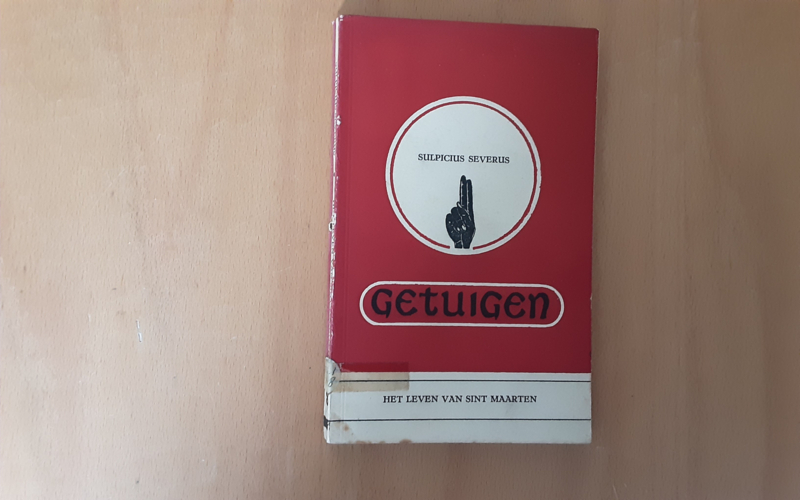 SULPICIUS SEVERUS
GETUIGEN
HET LEVEN VAN SINT MAARTEN